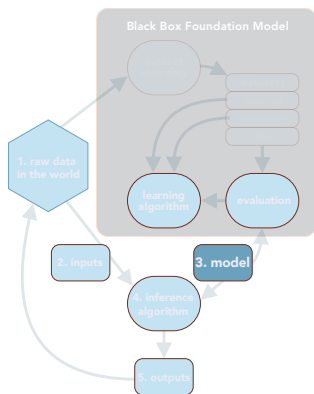 Black Box Foundation Model
1. raw data
in the world
learning
algorithm
evaluation
2. inputs
3. model
4. inference
algorithm
5. outputs